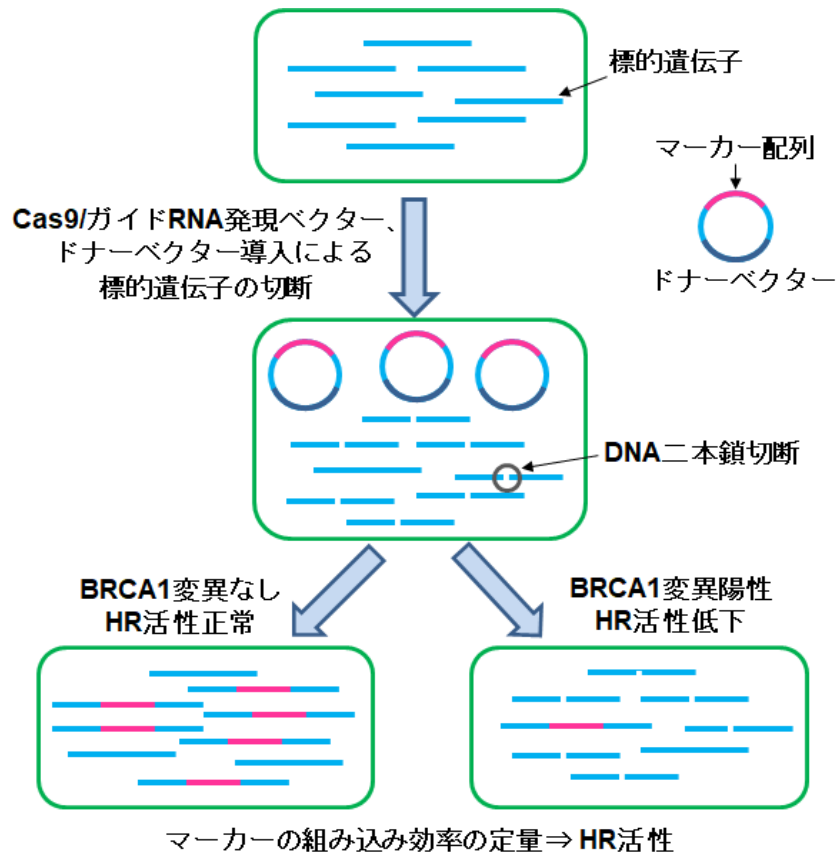 標的遺伝子
マーカー配列
ドナーベクター
Cas9/ガイドRNA発現ベクター、
ドナーベクター導入による
標的遺伝子の切断
DNA二本鎖切断
BRCA1変異なし
HR活性正常
BRCA1変異陽性
HR活性低下
マーカーの組み込み効率の定量⇒ HR活性